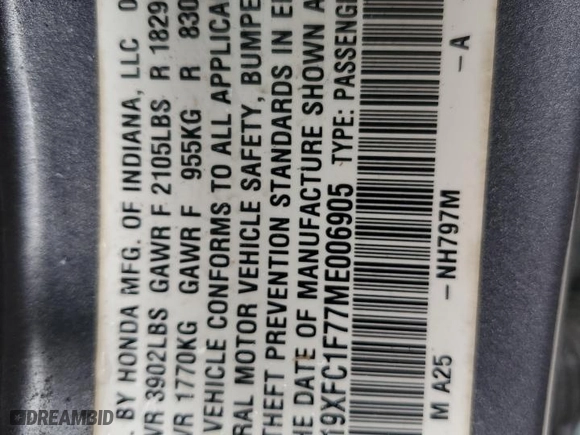 . BY HONDA MFG. OF INDIANA, LLC 0
VR 3902LBS GAWR F 2105LBS R 1829
VR 1770KG GAWR F 955KG R 830
VEHICLE CONFORMS TO ALL APPLICA
RAL MOTOR VEHICLE SAFETY, BUMPE
THEFT PREVENTION STANDARDS IN E
HE DATE OF MANUFACTURE SHOWN A
19XFC1F77ME006905 TYPE: PASSENG
M A25 -NH797M -A
© DREAMBID